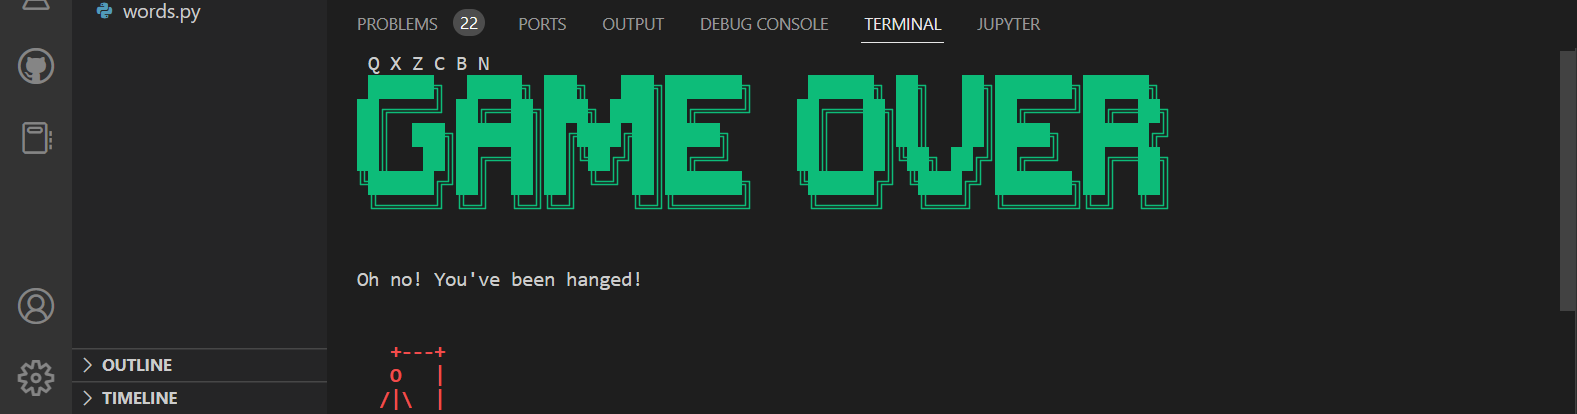 words.py
OUTLINE
TIMELINE
PROBLEMS 22 PORTS OUTPUT DEBUG CONSOLE TERMINAL JUPYTER
Q X Z C B N
GAME OVER
Oh no! You've been hanged!
+---+
O   |
/|\  |